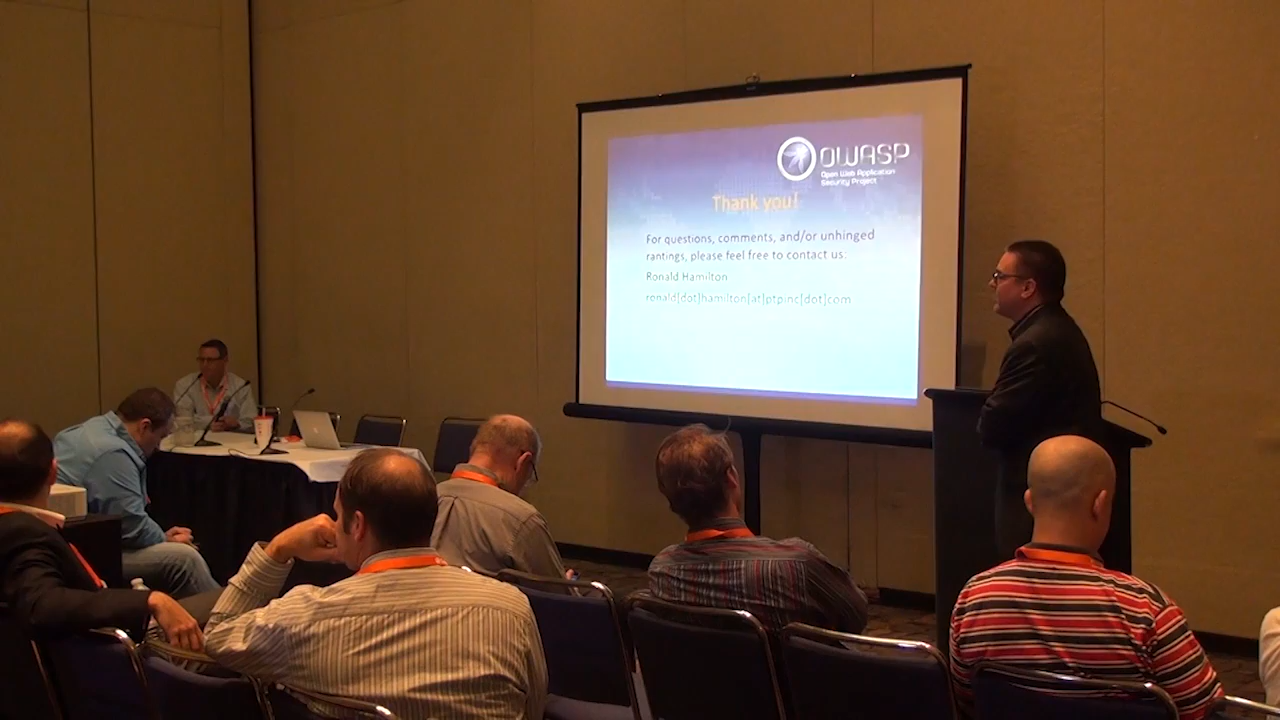 OWASP
Open Web Application
Security Project
Thank you!
For questions, comments, and/or unhinged
rantings, please feel free to contact us:
Ronald Hamilton
ronald[dot]hamilton[at]ptpinc[dot]com